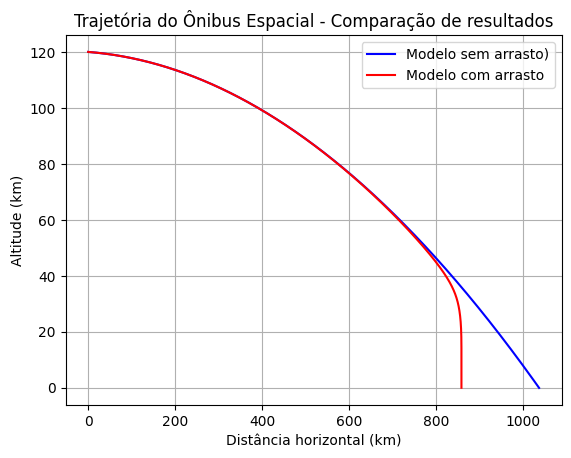 Trajetória do Ônibus Espacial - Comparação de resultados
Modelo sem arrasto)
Modelo com arrasto
Altitude (km)
120
100
80
60
40
20
0
0 200 400 600 800 1000
Distância horizontal (km)